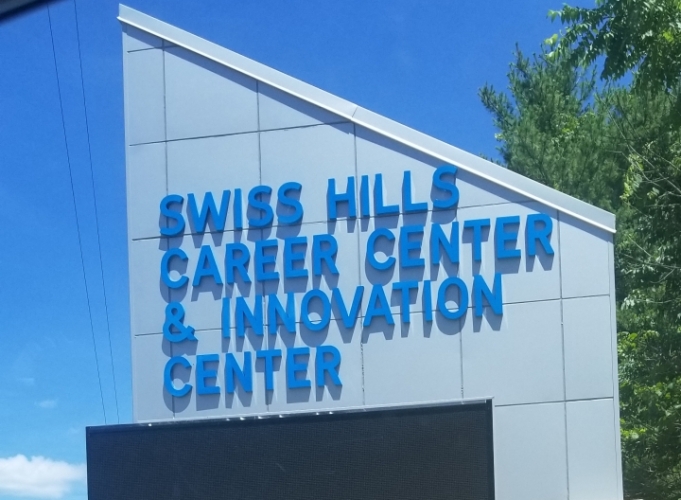 SWISS HILLS
CAREER CENTER
& INNOVATION
CENTER